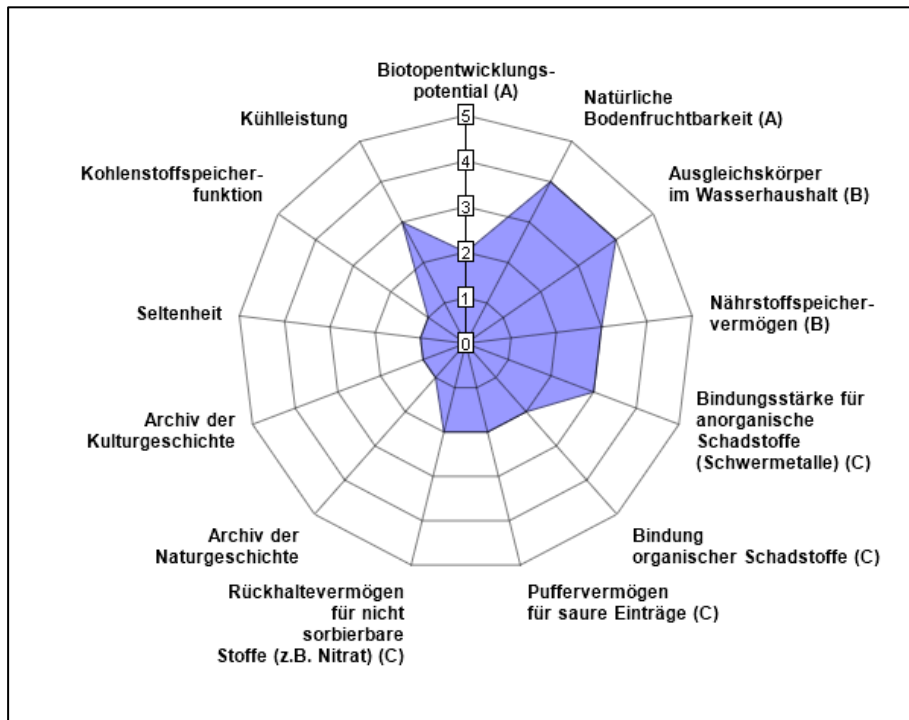 Biotopentwicklungs-
potential (A)
Natürliche
Bodenfruchtbarkeit (A)
Ausgleichskörper
im Wasserhaushalt (B)
Nährstoffspeicher-
vermögen (B)
Bindungsstärke für
anorganische
Schadstoffe
(Schwermetalle) (C)
Bindung
organischer Schadstoffe (C)
Puffervermögen
für saure Einträge (C)
Rückhaltevermögen
für nicht
sorbierbare
Stoffe (z.B. Nitrat) (C)
Archiv der
Naturgeschichte
Archiv der
Kulturgeschichte
Seltenheit
Kohlenstoffspeicher-
funktion
Kühlleistung
5
4
3
2
1
0